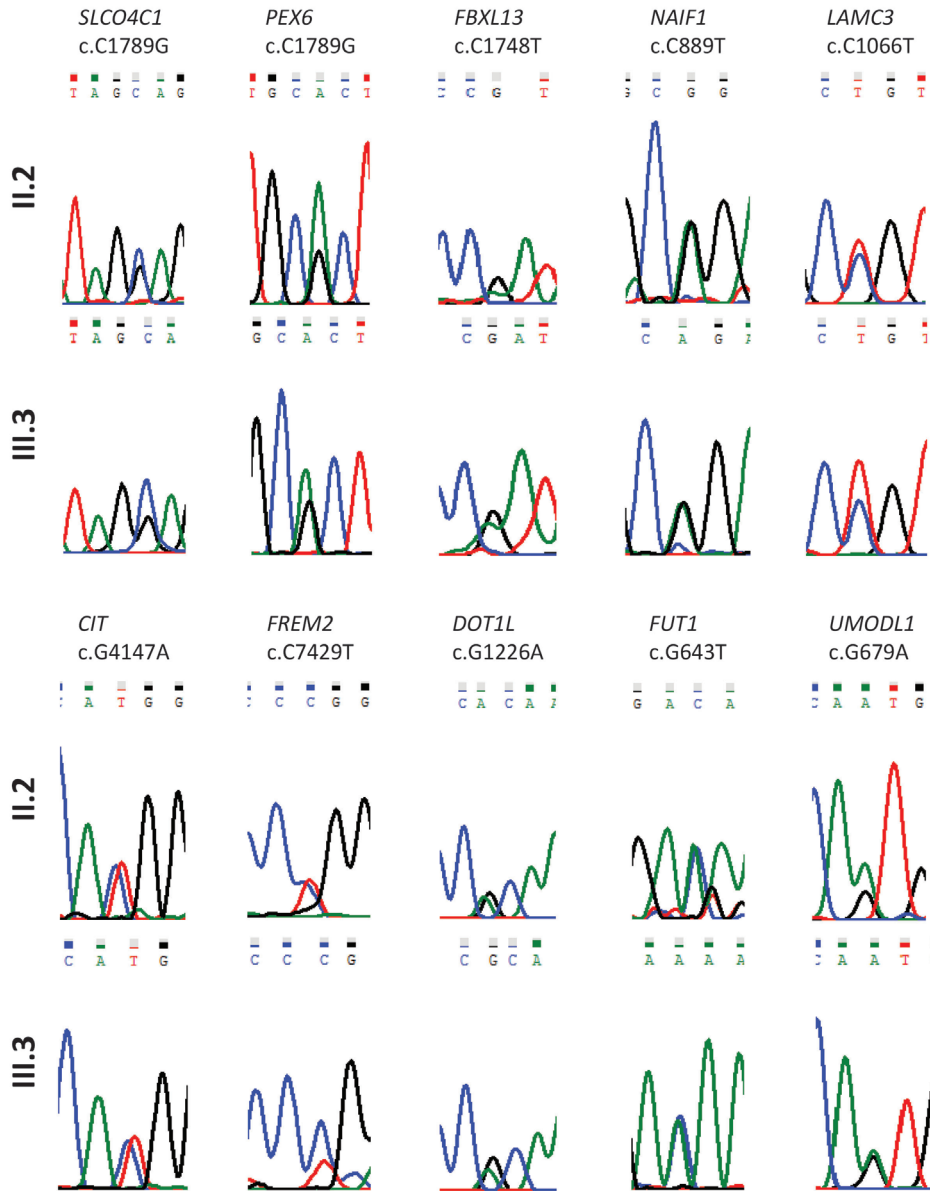 SLCO4C1 PEX6 FBXL13 NAIF1 LAMC3
c.C1789G c.C1789G c.C1748T c.C889T c.C1066T
T A G C A G T G C A C T C C G T G C G G C T G T
II.2
T A G C A G C A C T C G A T C A G A C T G T
III.3
CIT FREM2 DOT1L FUT1 UMODL1
c.G4147A c.C7429T c.G1226A c.G643T c.G679A
C A T G G C C C G G C A C A A G A C A C A A T G
II.2
C A T G C C C G C G C A A A A A C A A T
III.3